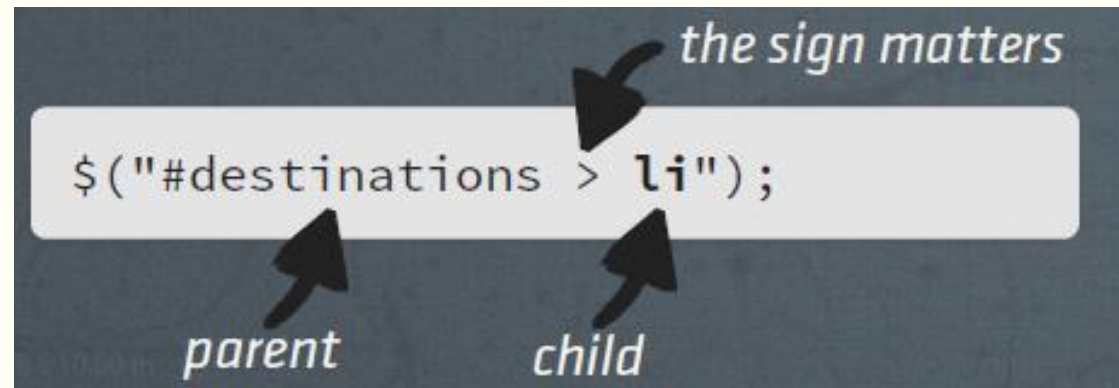 the sign matters
$("#destinations > li");
parent child